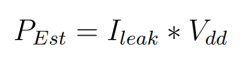 P_{Est} = I_{leak} * V_{dd}